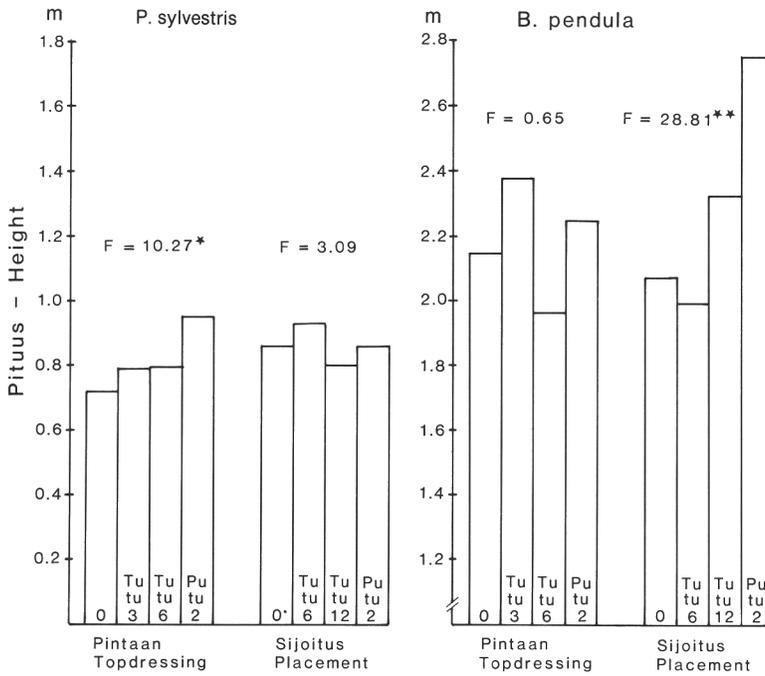 m
P. sylvestris
1.8
1.6
1.4
1.2
1.0
0.8
0.6
0.4
0.2
Pituus – Height
F = 10.27*
F = 3.09
0
Tu tu 3
Tu tu 6
Pu tu 2
0*
Tu tu 6
Tu tu 12
Pu tu 2
Pintaan
Topdressing
Sijoitus
Placement
m
B. pendula
2.8
2.6
2.4
2.2
2.0
1.8
1.6
1.4
1.2
F = 0.65
F = 28.81**
0
Tu tu 3
Tu tu 6
Pu tu 2
0
Tu tu 6
Tu tu 12
Pu tu 2
Pintaan
Topdressing
Sijoitus
Placement